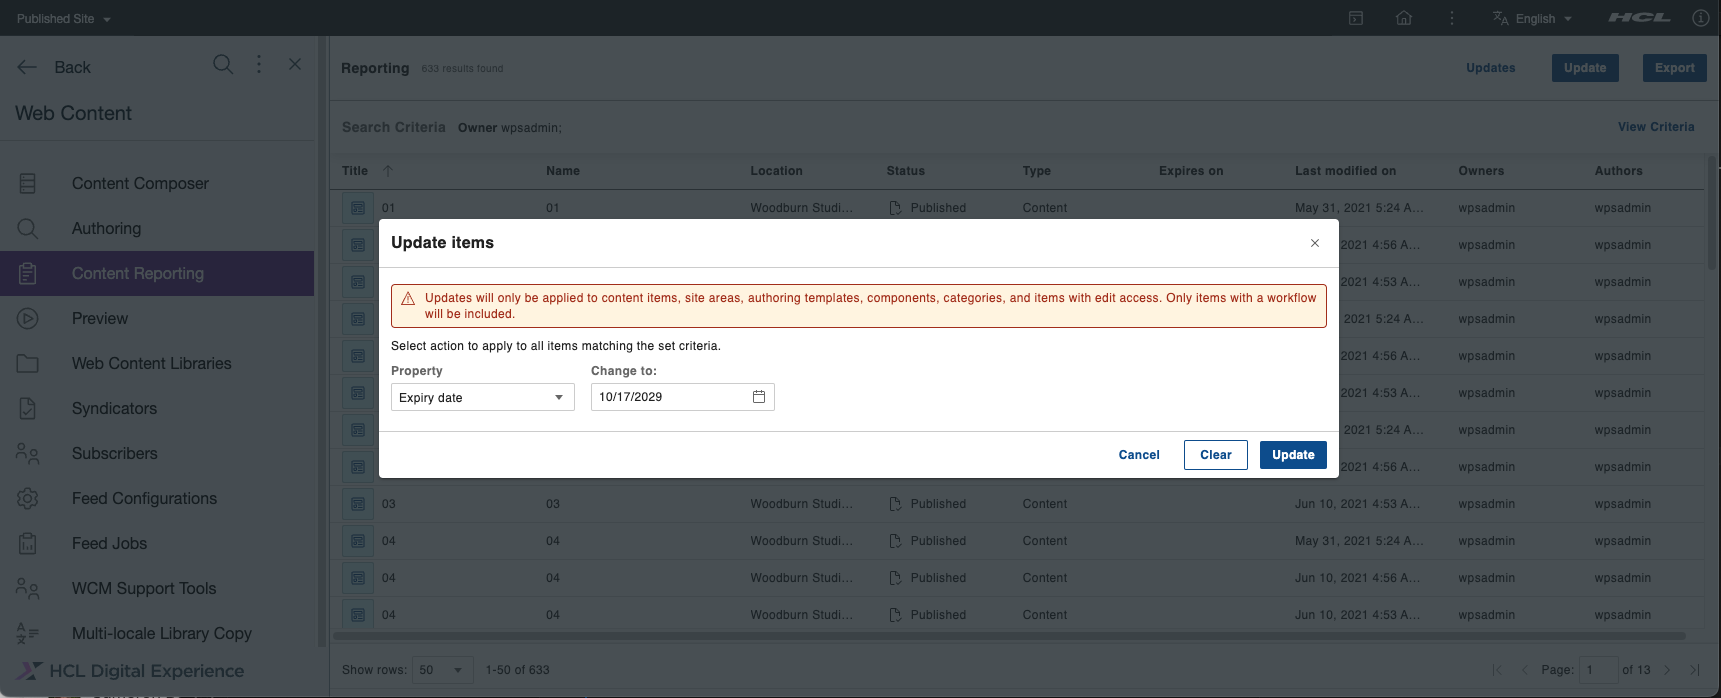 Published Site
English
HCL
Back
Reporting 633 results found
Updates
Update
Export
Web Content
Search Criteria Owner wpsadmin;
View Criteria
Title Name Location Status Type Expires on Last modified on Owners Authors
Content Composer
Authoring
Content Reporting
Preview
Web Content Libraries
Syndicators
Subscribers
Feed Configurations
Feed Jobs
WCM Support Tools
Multi-locale Library Copy
HCL Digital Experience
01 01 Woodburn Studi... Published Content May 31, 2021 5:24 A... wpsadmin wpsadmin
2021 4:56 A... wpsadmin wpsadmin
2021 4:53 A... wpsadmin wpsadmin
2021 5:24 A... wpsadmin wpsadmin
2021 4:56 A... wpsadmin wpsadmin
2021 4:53 A... wpsadmin wpsadmin
2021 5:24 A... wpsadmin wpsadmin
2021 4:56 A... wpsadmin wpsadmin
03 03 Woodburn Studi... Published Content Jun 10, 2021 4:53 A... wpsadmin wpsadmin
04 04 Woodburn Studi... Published Content May 31, 2021 5:24 A... wpsadmin wpsadmin
04 04 Woodburn Studi... Published Content Jun 10, 2021 4:56 A... wpsadmin wpsadmin
04 04 Woodburn Studi... Published Content Jun 10, 2021 4:53 A... wpsadmin wpsadmin
Update items
Updates will only be applied to content items, site areas, authoring templates, components, categories, and items with edit access. Only items with a workflow
will be included.
Select action to apply to all items matching the set criteria.
Property Change to:
Expiry date 10/17/2029
Cancel Clear Update
Show rows: 50 1-50 of 633
Page: 1 of 13